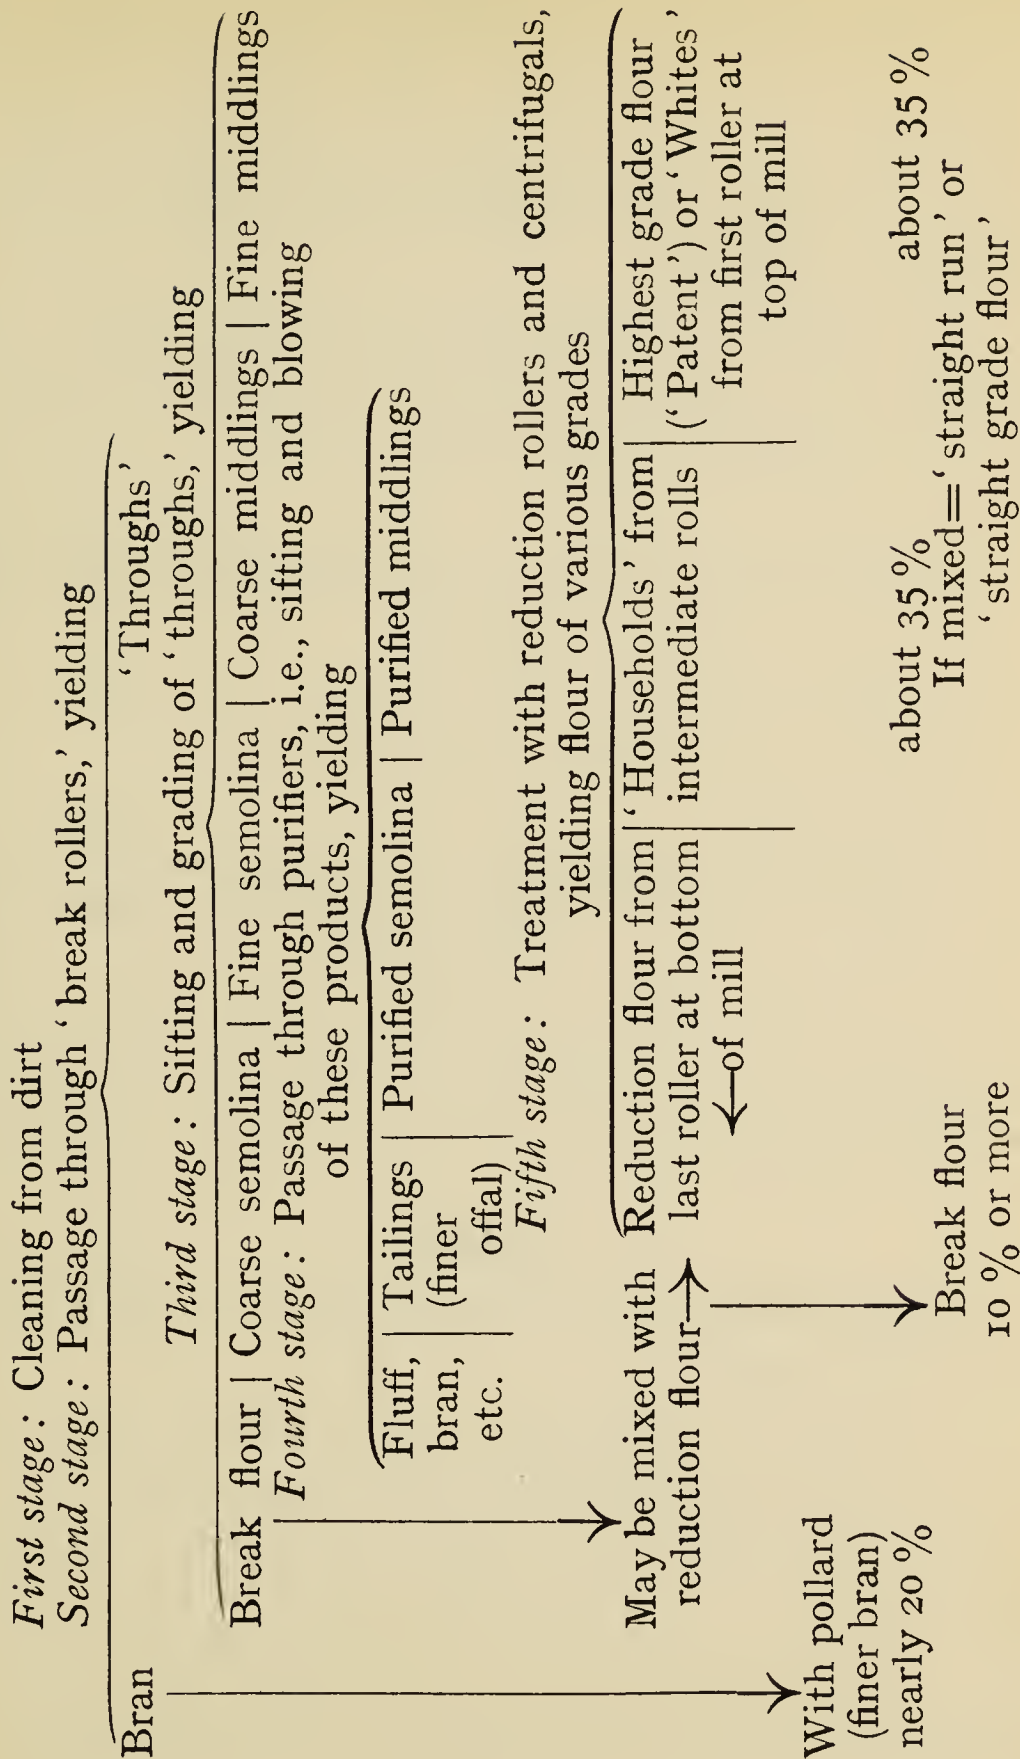 First stage: Cleaning from dirt
Second stage: Passage through ‘break rollers,’ yielding
Bran
‘Throughs’
Third stage: Sifting and grading of ‘throughs,’ yielding
Break flour | Coarse semolina | Fine semolina | Coarse middlings | Fine middlings
Fourth stage: Passage through purifiers, i.e., sifting and blowing
of these products, yielding
Fluff, | Tailings | Purified semolina | Purified middlings
bran, (finer
etc. offal)
Fifth stage: Treatment with reduction rollers and centrifugals,
yielding flour of various grades
May be mixed with
reduction flour
Reduction flour from
last roller at bottom
of mill
‘Households’ from
intermediate rolls
Highest grade flour
(‘Patent’) or ‘Whites’
from first roller at
top of mill
With pollard
(finer bran)
nearly 20 %
Break flour
10 % or more
about 35 %
about 35 %
If mixed=‘straight run’ or
‘straight grade flour’